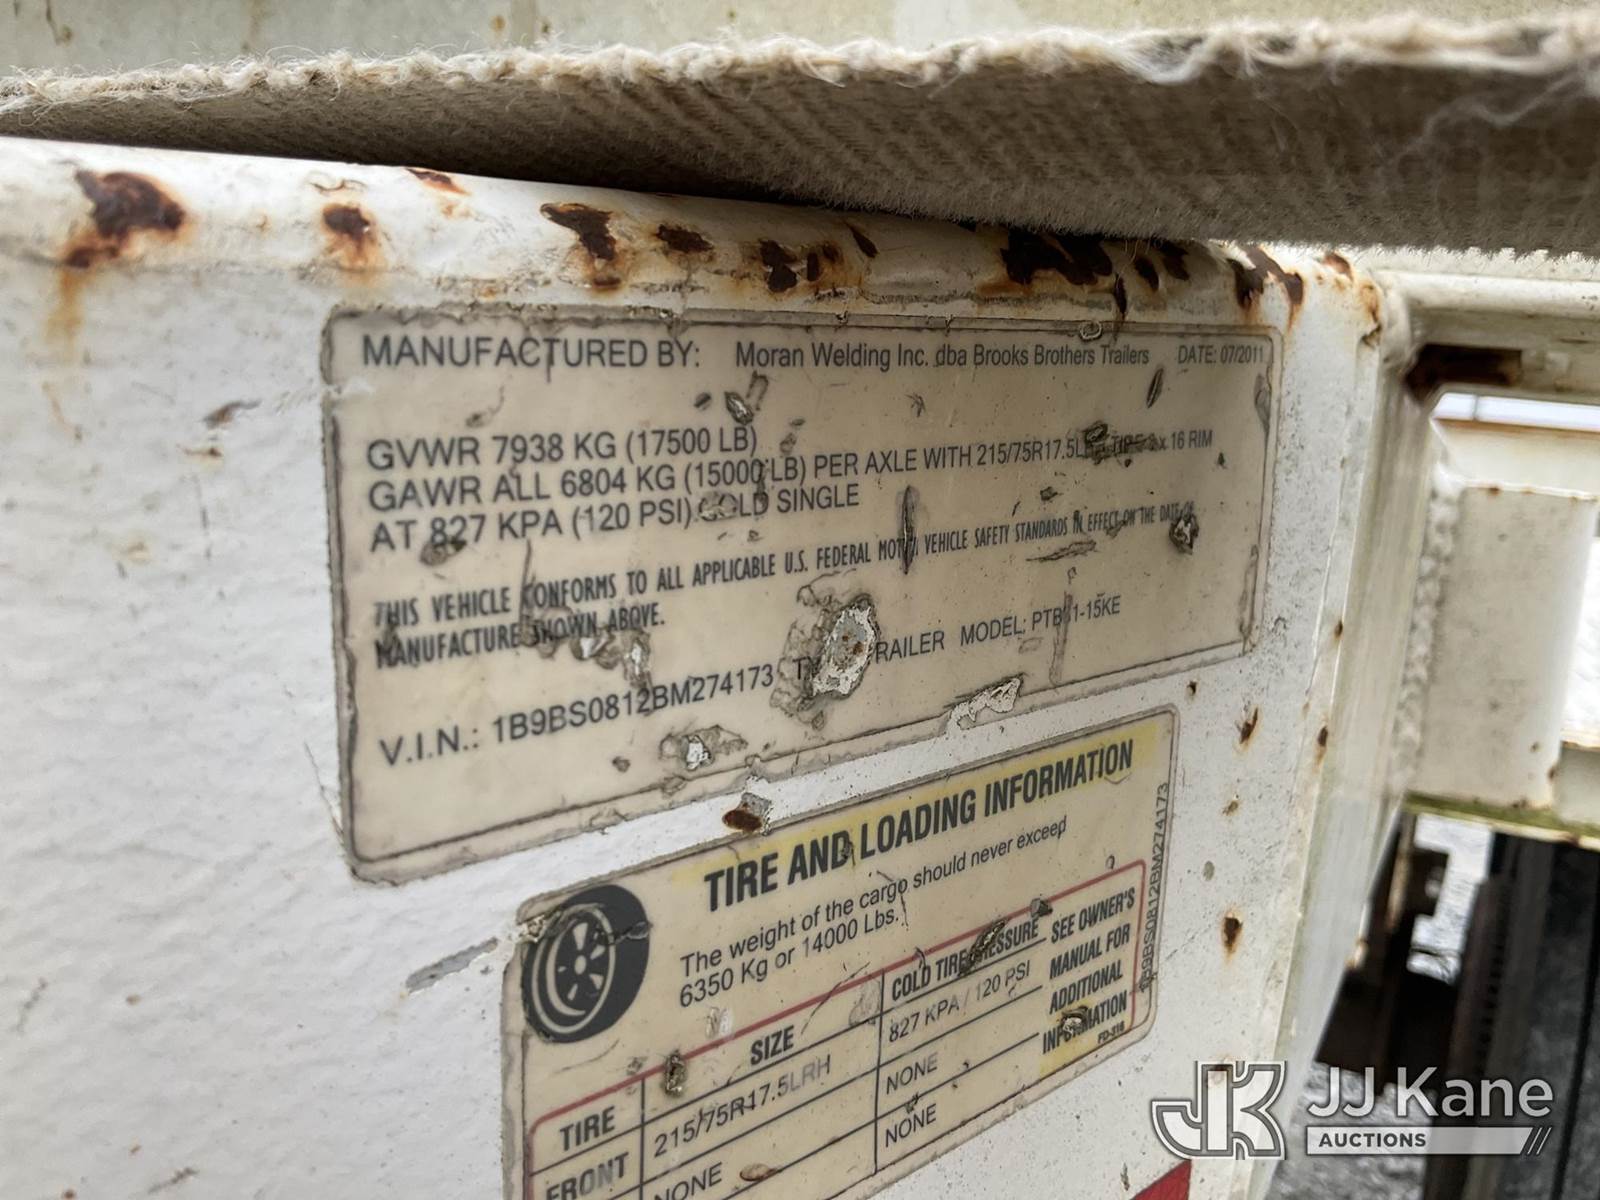 MANUFACTURED BY: Moran Welding Inc. dba Brooks Brothers Trailers DATE: 07/2011
GVWR 7938 KG (17500 LB)
GAWR ALL 6804 KG (15000 LB) PER AXLE WITH 215/75R17.5 16 RIM
AT 827 KPA (120 PSI) COLD SINGLE
THIS VEHICLE CONFORMS TO ALL APPLICABLE U.S. FEDERAL MOTOR VEHICLE SAFETY STANDARDS IN EFFECT ON THE DATE OF
MANUFACTURE SHOWN ABOVE.
V.I.N.: 1B9BS0812BM274173 TRAILER MODEL: 1-15KE
TIRE AND LOADING INFORMATION
The weight of the cargo should never exceed
6350 Kg or 14000 Lbs.
TIRE SIZE COLD TIRE PRESSURE
FRONT 215/75R17.5LRH 827 KPA / 120 PSI
NONE NONE
NONE
SEE OWNER'S
MANUAL FOR
ADDITIONAL
INFORMATION
1B9BS0812BM274173
JK JJ Kane
AUCTIONS